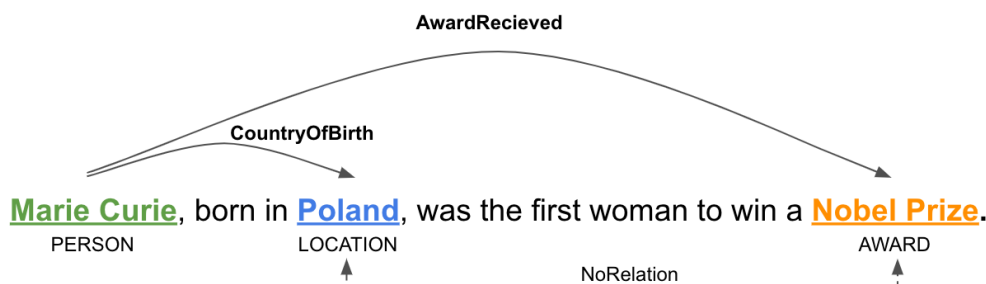 AwardRecieved
CountryOfBirth
Marie Curie, born in Poland, was the first woman to win a Nobel Prize.
PERSON LOCATION AWARD
NoRelation